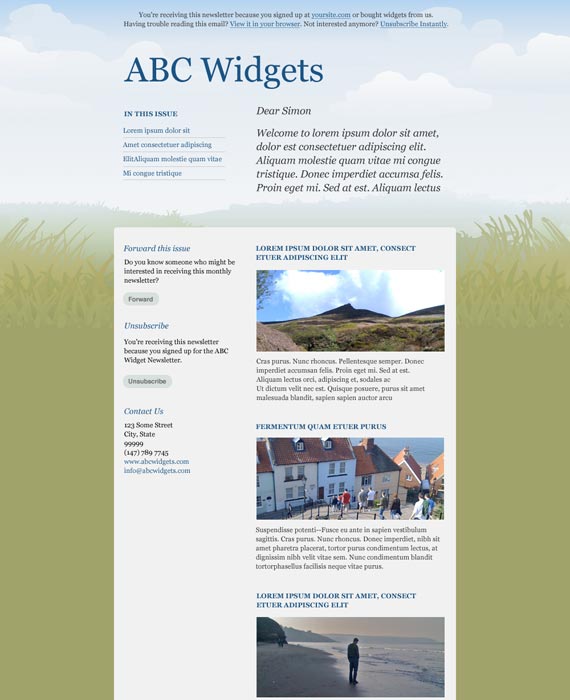 You're receiving this newsletter because you signed up at yoursite.com or bought widgets from us.
Having trouble reading this email? View it in your browser. Not interested anymore? Unsubscribe Instantly.
ABC Widgets
IN THIS ISSUE
Lorem ipsum dolor sit
Amet consectetuer adipiscing
ElitAliquam molestie quam vitae
Mi congue tristique
Dear Simon
Welcome to lorem ipsum dolor sit amet,
dolor est consectetuer adipiscing elit.
Aliquam molestie quam vitae mi congue
tristique. Donec imperdiet accumsa felis.
Proin eget mi. Sed at est. Aliquam lectus
Forward this issue
Do you know someone who might be
interested in receiving this monthly
newsletter?
Forward
Unsubscribe
You're receiving this newsletter
because you signed up for the ABC
Widget Newsletter.
Unsubscribe
Contact Us
123 Some Street
City, State
99999
(147) 789 7745
www.abcwidgets.com
info@abcwidgets.com
LOREM IPSUM DOLOR SIT AMET, CONSECT
ETUER ADIPISCING ELIT
Cras purus. Nunc rhoncus. Pellentesque semper. Donec
imperdiet accumsan felis. Proin eget mi. Sed at est.
Aliquam lectus orci, adipiscing et, sodales ac
Ut dictum velit nec est. Quisque posuere, purus sit amet
malesuada blandit, sapien sapien auctor arcu
FERMENTUM QUAM ETUER PURUS
Suspendisse potenti--Fusce eu ante in sapien vestibulum
sagittis. Cras purus. Nunc rhoncus. Donec imperdiet, nibh sit
amet pharetra placerat, tortor purus condimentum lectus, at
dignissim nibh velit vitae sem. Nunc condimentum blandit
tortorphasellus facilisis neque vitae purus.
LOREM IPSUM DOLOR SIT AMET, CONSECT
ETUER ADIPISCING ELIT